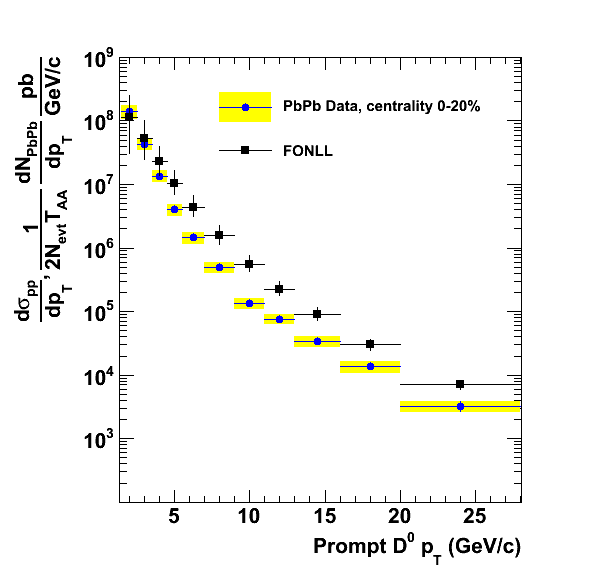 10^9
10^8
10^7
10^6
10^5
10^4
10^3
dσ_pp/dp_T, 1/(2N_evt T_AA) dN_PbPb/dp_T pb/(GeV/c)
PbPb Data, centrality 0-20%
FONLL
5 10 15 20 25
Prompt D^0 p_T (GeV/c)